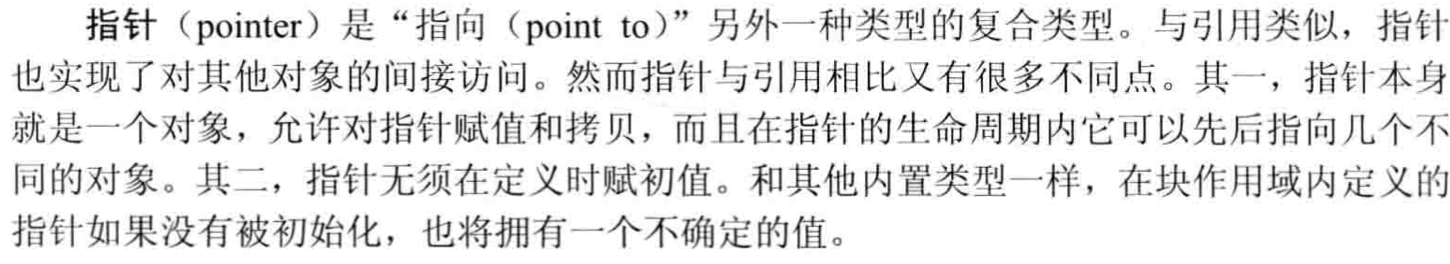 指针（pointer）是“指向（point to）”另外一种类型的复合类型。与引用类似，指针
也实现了对其他对象的间接访问。然而指针与引用相比又有很多不同点。其一，指针本身
就是一个对象，允许对指针赋值和拷贝，而且在指针的生命周期内它可以先后指向几个不
同的对象。其二，指针无须在定义时赋初值。和其他内置类型一样，在块作用域内定义的
指针如果没有被初始化，也将拥有一个不确定的值。